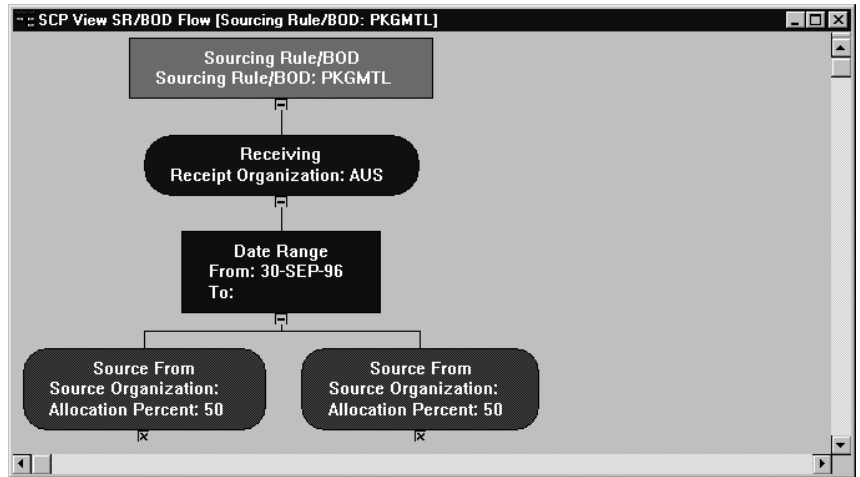 SCP View SR/BOD Flow [Sourcing Rule/BOD: PKGMTL]
Sourcing Rule/BOD
Sourcing Rule/BOD: PKGMTL
Receiving
Receipt Organization: AUS
Date Range
From: 30-SEP-96
To:
Source From
Source Organization:
Allocation Percent: 50
Source From
Source Organization:
Allocation Percent: 50